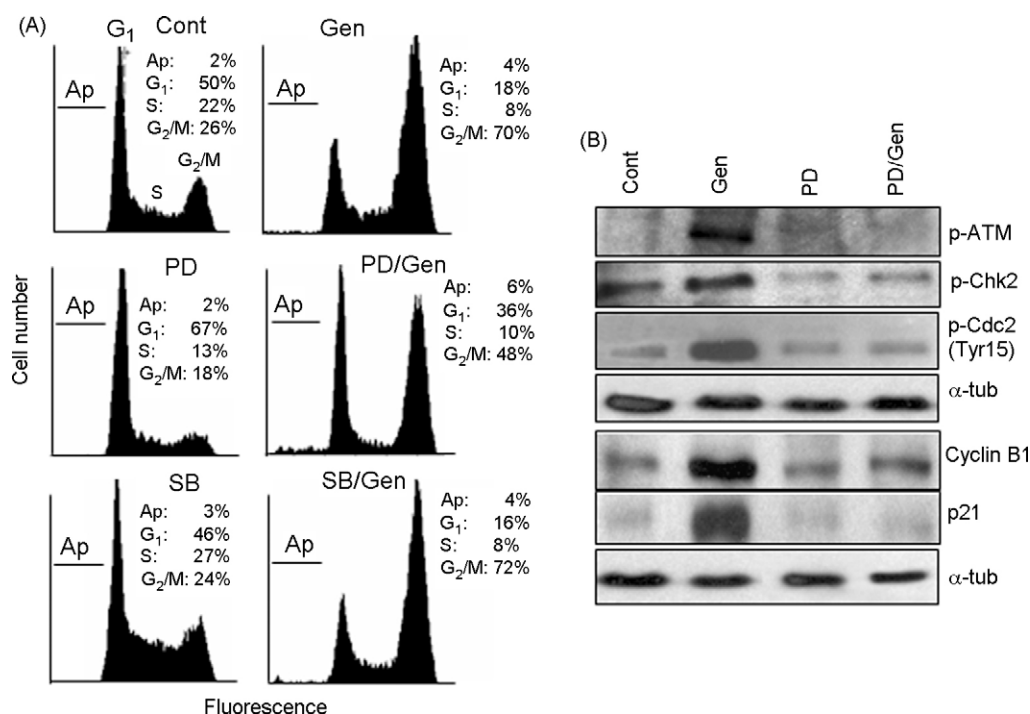 (A)
G₁ Cont
Ap
Ap: 2%
G₁: 50%
S: 22%
G₂/M: 26%
G₂/M
S
Gen
Ap
Ap: 4%
G₁: 18%
S: 8%
G₂/M: 70%
PD
Ap
Ap: 2%
G₁: 67%
S: 13%
G₂/M: 18%
PD/Gen
Ap
Ap: 6%
G₁: 36%
S: 10%
G₂/M: 48%
SB
Ap
Ap: 3%
G₁: 46%
S: 27%
G₂/M: 24%
SB/Gen
Ap
Ap: 4%
G₁: 16%
S: 8%
G₂/M: 72%
Cell number
Fluorescence
(B)
Cont Gen PD PD/Gen
p-ATM
p-Chk2
p-Cdc2
(Tyr15)
α-tub
Cyclin B1
p21
α-tub